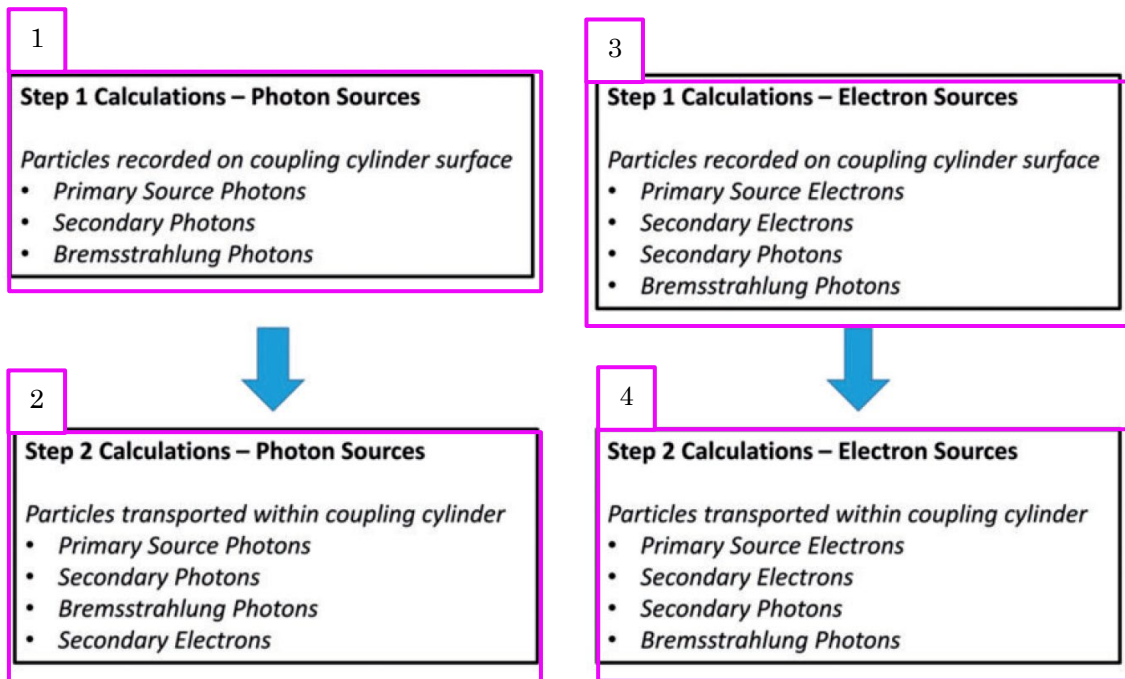 1
Step 1 Calculations – Photon Sources
Particles recorded on coupling cylinder surface
• Primary Source Photons
• Secondary Photons
• Bremsstrahlung Photons
2
Step 2 Calculations – Photon Sources
Particles transported within coupling cylinder
• Primary Source Photons
• Secondary Photons
• Bremsstrahlung Photons
• Secondary Electrons
3
Step 1 Calculations – Electron Sources
Particles recorded on coupling cylinder surface
• Primary Source Electrons
• Secondary Electrons
• Secondary Photons
• Bremsstrahlung Photons
4
Step 2 Calculations – Electron Sources
Particles transported within coupling cylinder
• Primary Source Electrons
• Secondary Electrons
• Secondary Photons
• Bremsstrahlung Photons